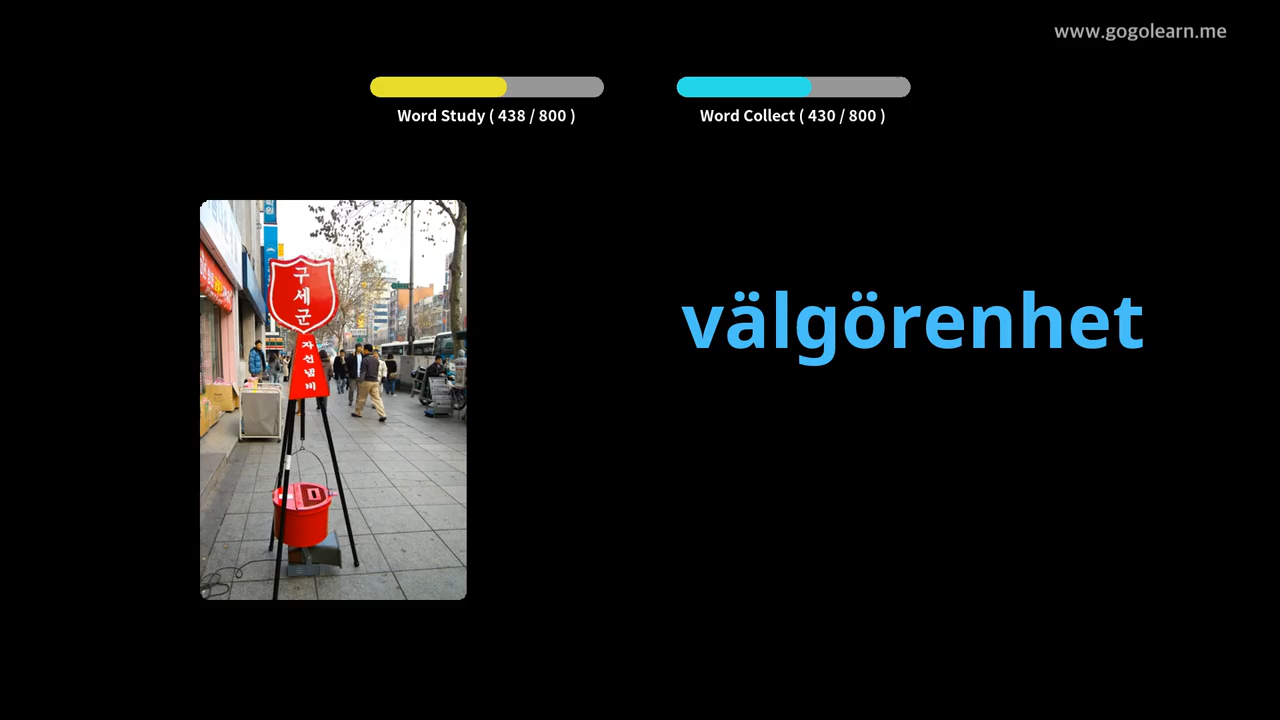 www.gogolearn.me
Word Study ( 438 / 800 )
Word Collect ( 430 / 800 )
구
세
군
자
선
냄
비
välgörenhet